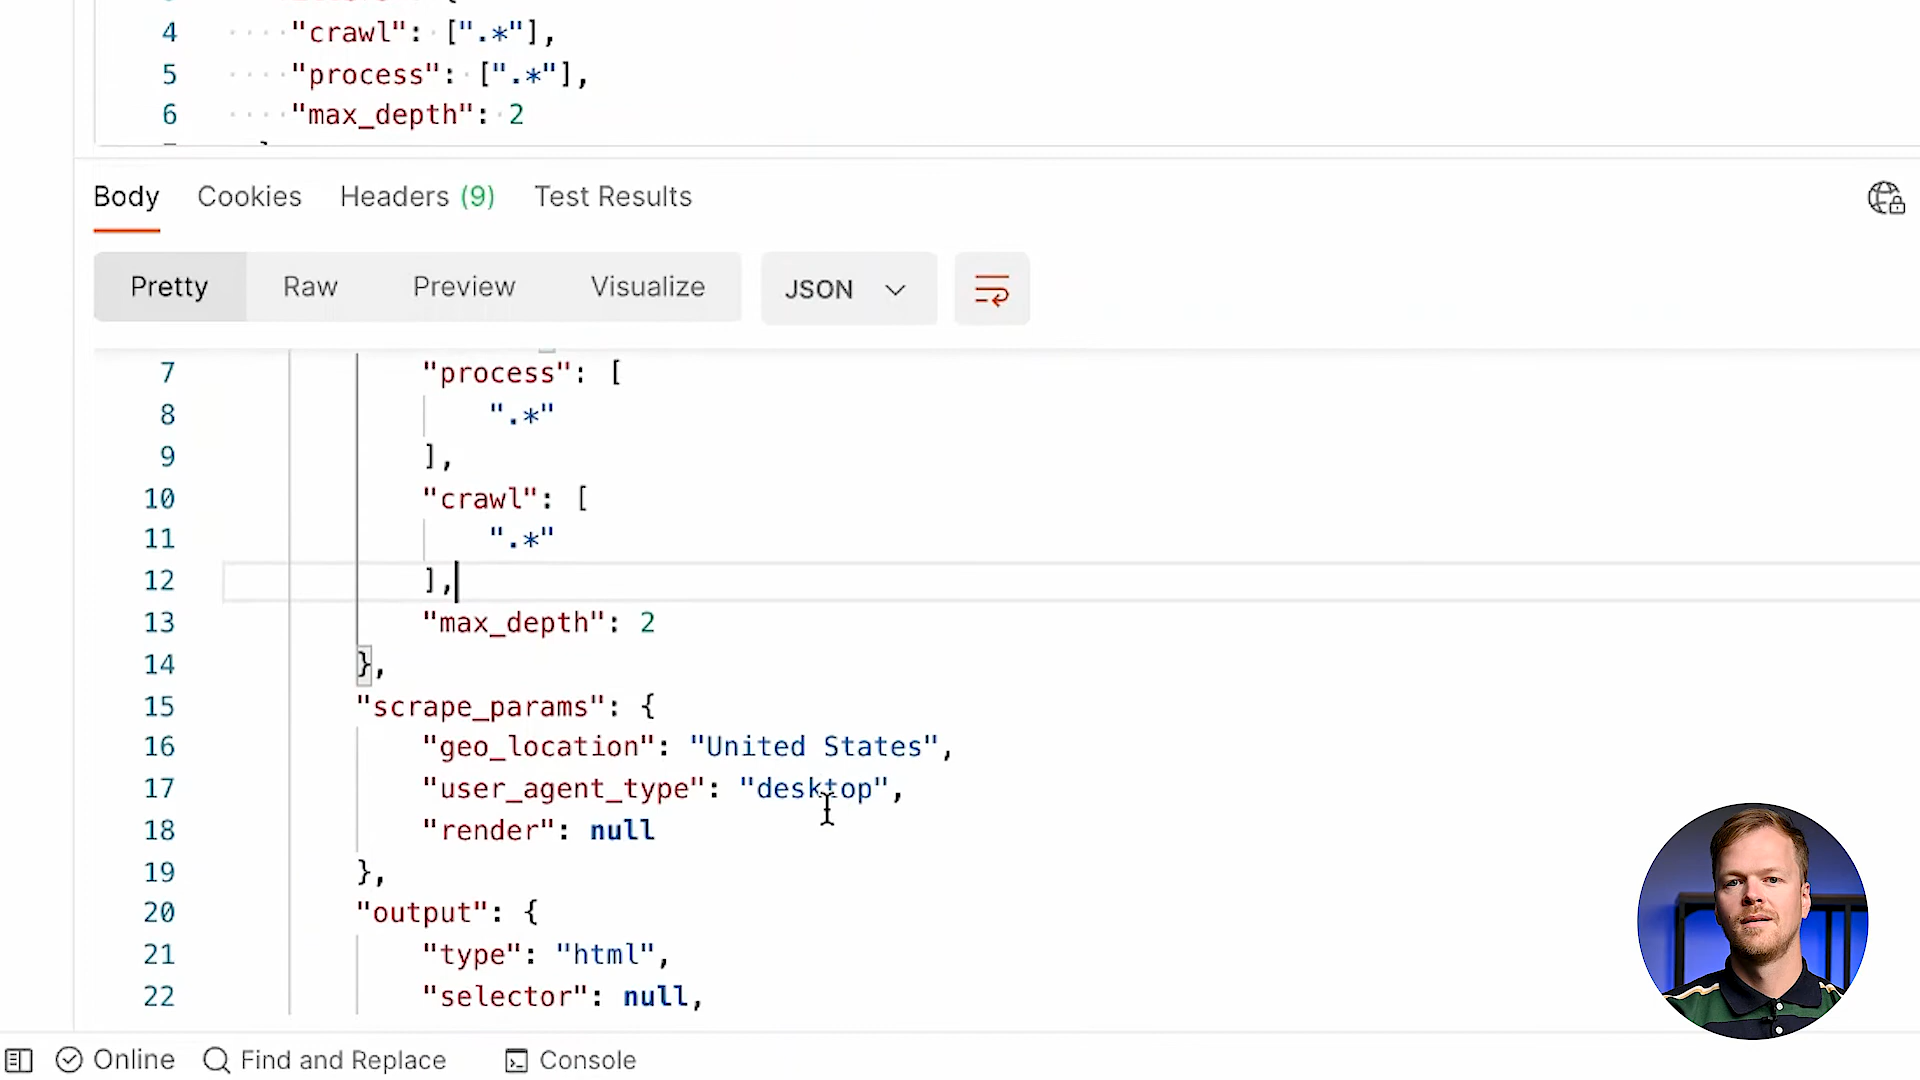 4 "crawl": [".*"],
5 "process": [".*"],
6 "max_depth": 2
Body Cookies Headers (9) Test Results
Pretty Raw Preview Visualize JSON
7 "process": [
8 ".*"
9 ],
10 "crawl": [
11 ".*"
12 ],
13 "max_depth": 2
14 },
15 "scrape_params": {
16 "geo_location": "United States",
17 "user_agent_type": "desktop",
18 "render": null
19 },
20 "output": {
21 "type": "html",
22 "selector": null,
Online Find and Replace Console